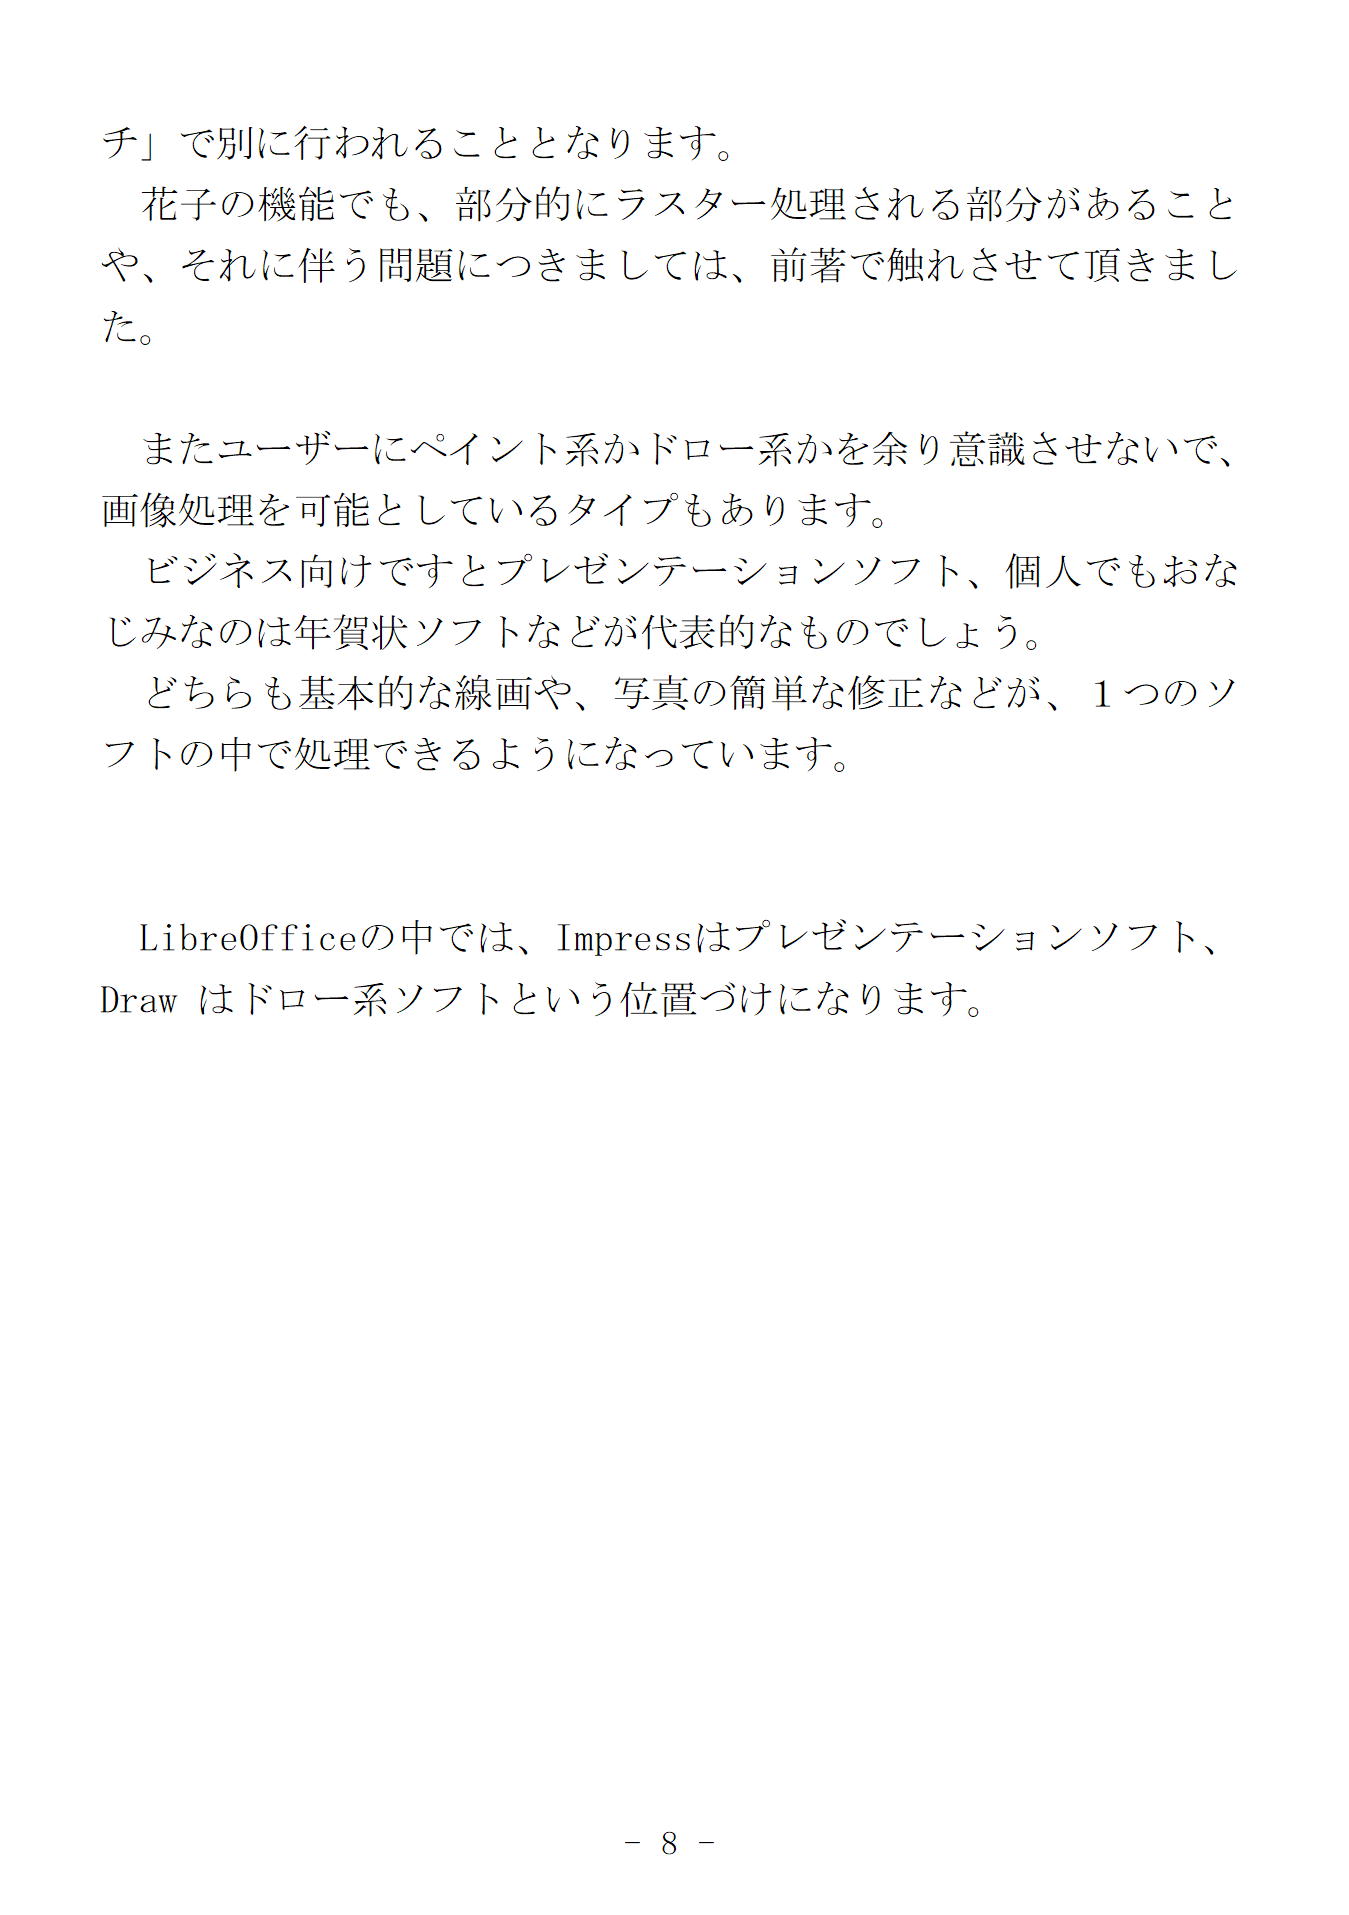 チ」で別に行われることとなります。
　花子の機能でも、部分的にラスター処理される部分があること
や、それに伴う問題につきましては、前著で触れさせて頂きまし
た。
　またユーザーにペイント系かドロー系かを余り意識させないで、
画像処理を可能としているタイプもあります。
　ビジネス向けですとプレゼンテーションソフト、個人でもおな
じみなのは年賀状ソフトなどが代表的なものでしょう。
　どちらも基本的な線画や、写真の簡単な修正などが、１つのソ
フトの中で処理できるようになっています。
　LibreOfficeの中では、Impressはプレゼンテーションソフト、
Draw はドロー系ソフトという位置づけになります。
- 8 -